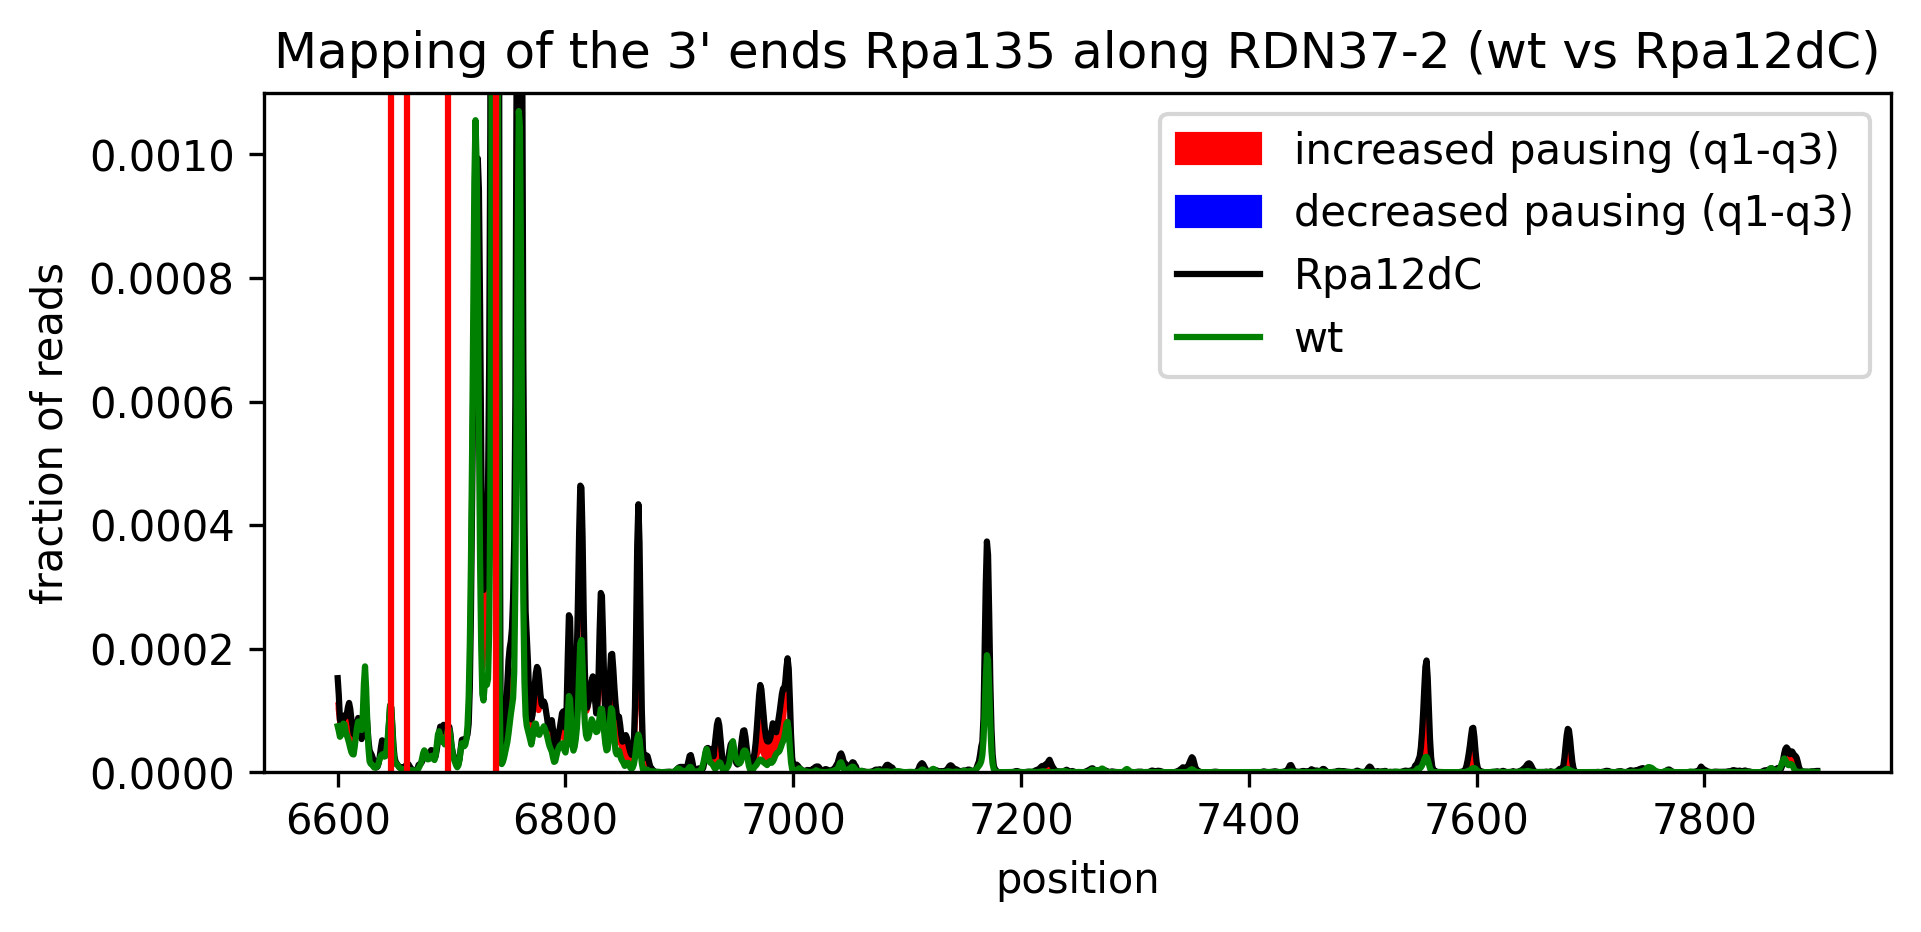 Mapping of the 3' ends Rpa135 along RDN37-2 (wt vs Rpa12dC)
increased pausing (q1-q3)
decreased pausing (q1-q3)
Rpa12dC
wt
fraction of reads
0.0010
0.0008
0.0006
0.0004
0.0002
0.0000
6600 6800 7000 7200 7400 7600 7800
position